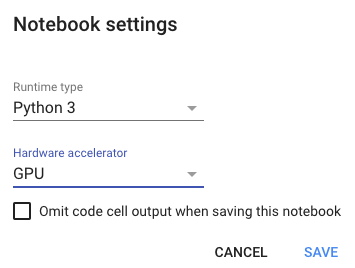 Notebook settings
Runtime type
Python 3
Hardware accelerator
GPU
Omit code cell output when saving this notebook
CANCEL SAVE